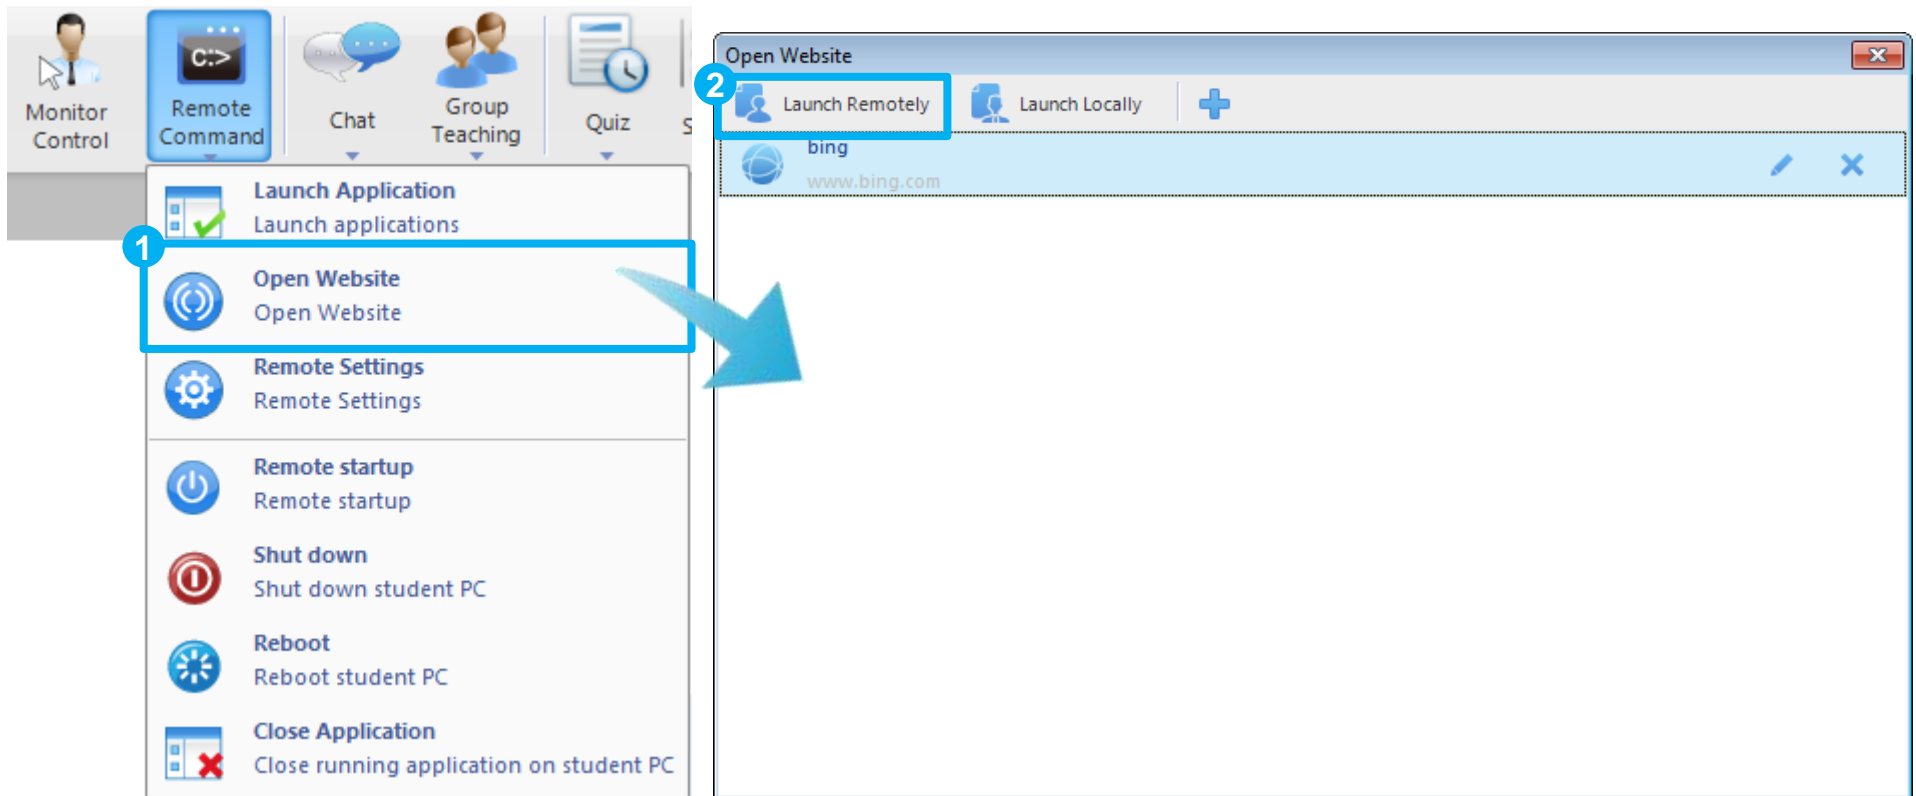 Monitor
Control
C:>
Remote
Command
Chat
Group
Teaching
Quiz
S
Launch Application
Launch applications
1
Open Website
Open Website
Remote Settings
Remote Settings
Remote startup
Remote startup
Shut down
Shut down student PC
Reboot
Reboot student PC
Close Application
Close running application on student PC
Open Website
2
Launch Remotely
Launch Locally
bing
www.bing.com